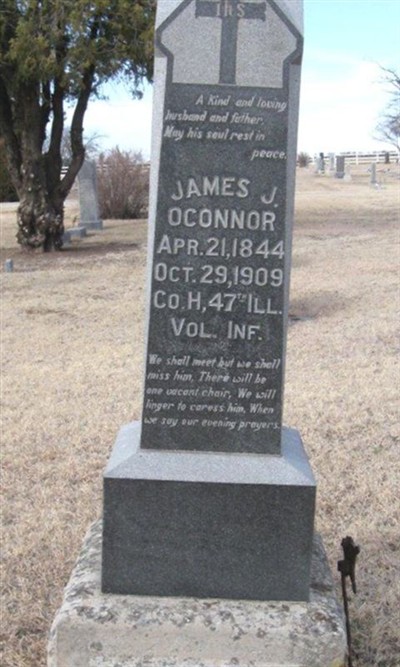 IHS
A Kind and loving
husband and father.
May his soul rest in
peace.
JAMES J.
OCONNOR
APR. 21, 1844
OCT. 29, 1909
CO. H, 47TH ILL.
VOL. INF.
We shall meet but we shall
miss him, There will be
one vacant chair, We will
linger to caress him, When
we say our evening prayers.